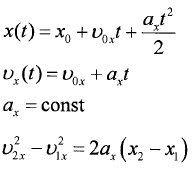 x(t) = x₀ + υ₀ₓt + aₓt²/2
υₓ(t) = υ₀ₓ + aₓt
aₓ = const
υ²₂ₓ − υ²₁ₓ = 2aₓ(x₂ − x₁)